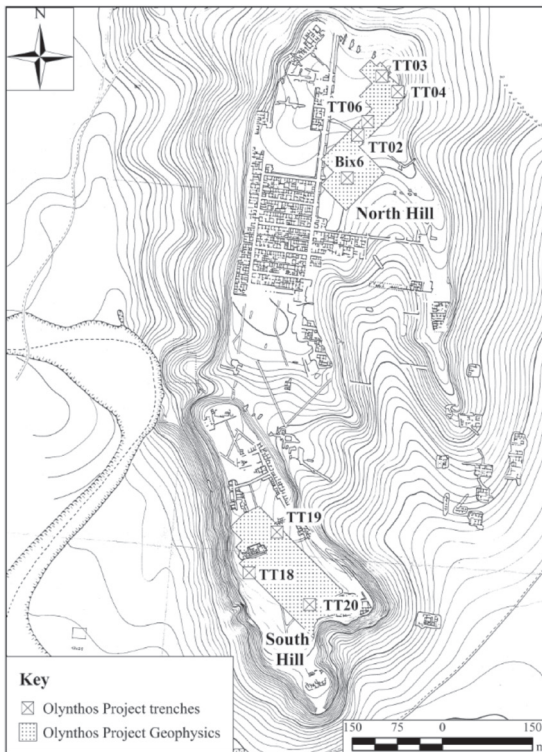 N
TT03
TT04
TT06
TT02
Bix6
North Hill
TT19
TT18
TT20
South
Hill
Key
Olynthos Project trenches
Olynthos Project Geophysics
150 75 0 150
m